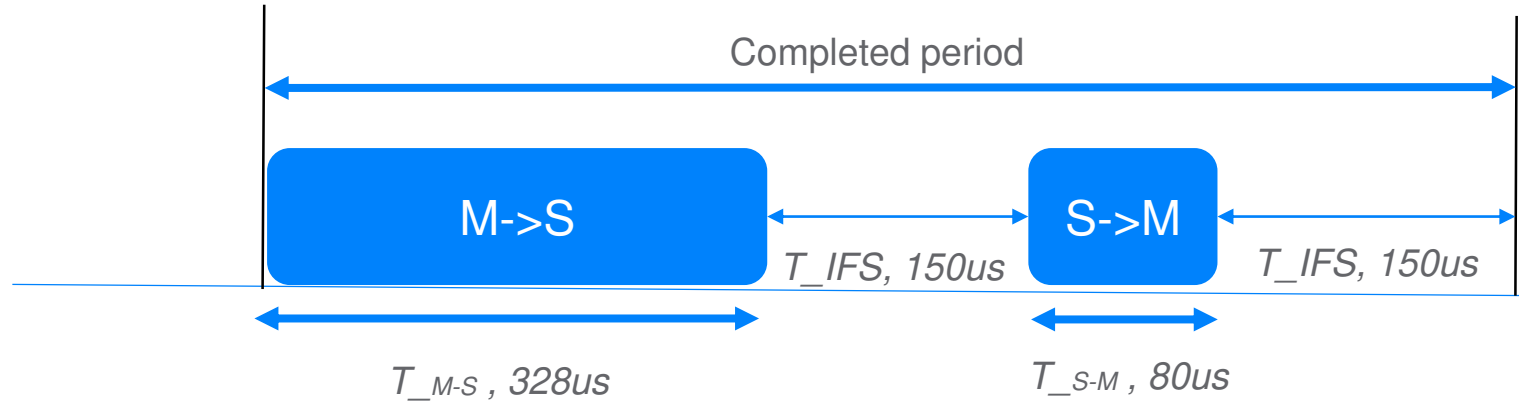 Completed period
M->S
S->M
T_IFS, 150us
T_IFS, 150us
T_M-S , 328us
T_S-M , 80us